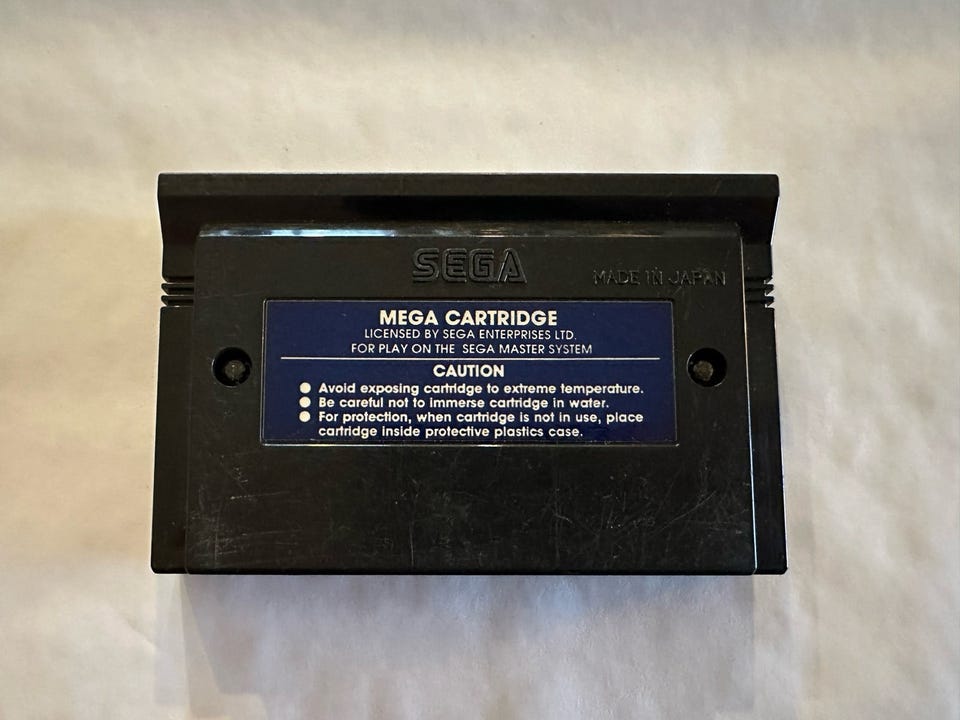 SEGA
MADE IN JAPAN
MEGA CARTRIDGE
LICENSED BY SEGA ENTERPRISES LTD.
FOR PLAY ON THE SEGA MASTER SYSTEM
CAUTION
● Avoid exposing cartridge to extreme temperature.
● Be careful not to immerse cartridge in water.
● For protection, when cartridge is not in use, place
cartridge inside protective plastics case.